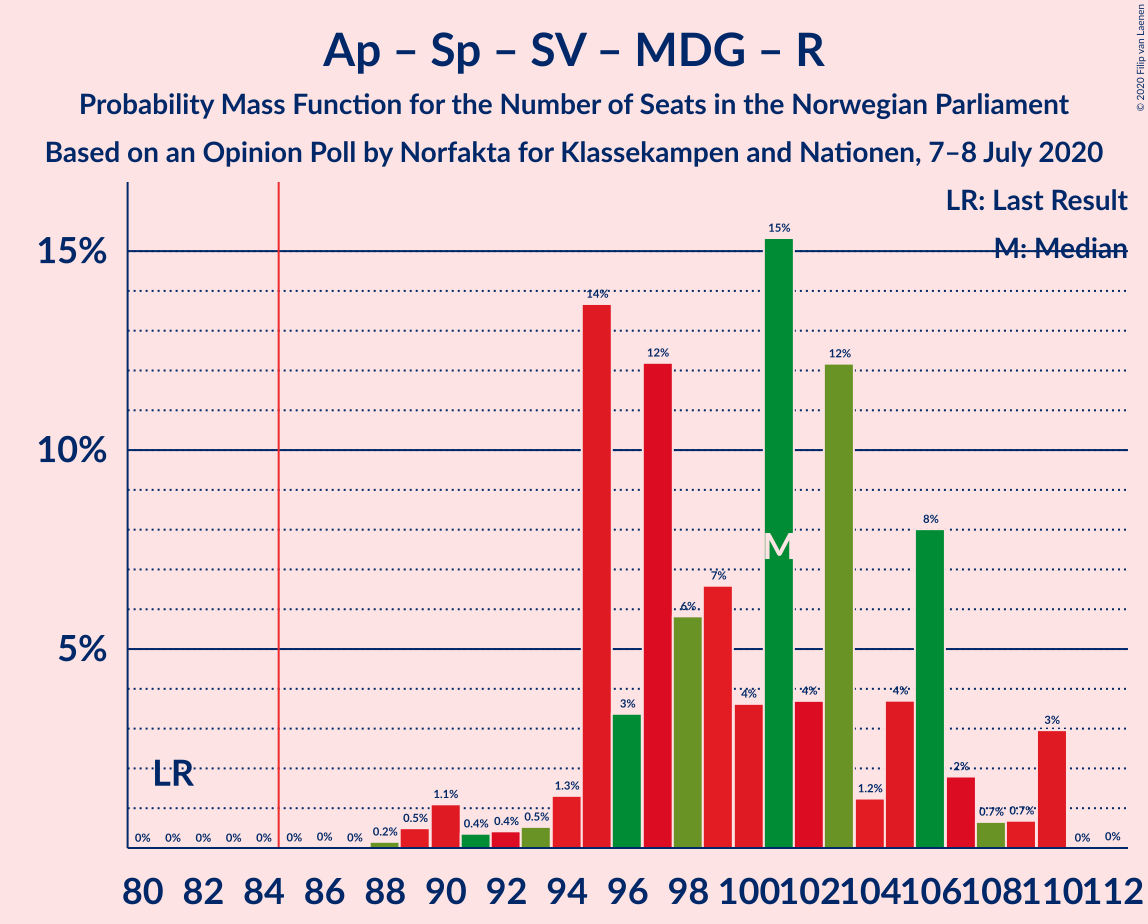 Ap – Sp – SV – MDG – R
Probability Mass Function for the Number of Seats in the Norwegian Parliament
Based on an Opinion Poll by Norfakta for Klassekampen and Nationen, 7–8 July 2020
© 2020 Filip van Laenen
LR: Last Result
M: Median
15%
10%
5%
0% 0% 0% 0% 0% 0% 0% 0% 0.2% 0.5% 1.1% 0.4% 0.4% 0.5% 1.3% 14% 3% 12% 6% 7% 4% 15% 4% 12% 1.2% 4% 8% 2% 0.7% 0.7% 3% 0% 0%
LR
M
80 82 84 86 88 90 92 94 96 98 100 102 104 106 108 110 112